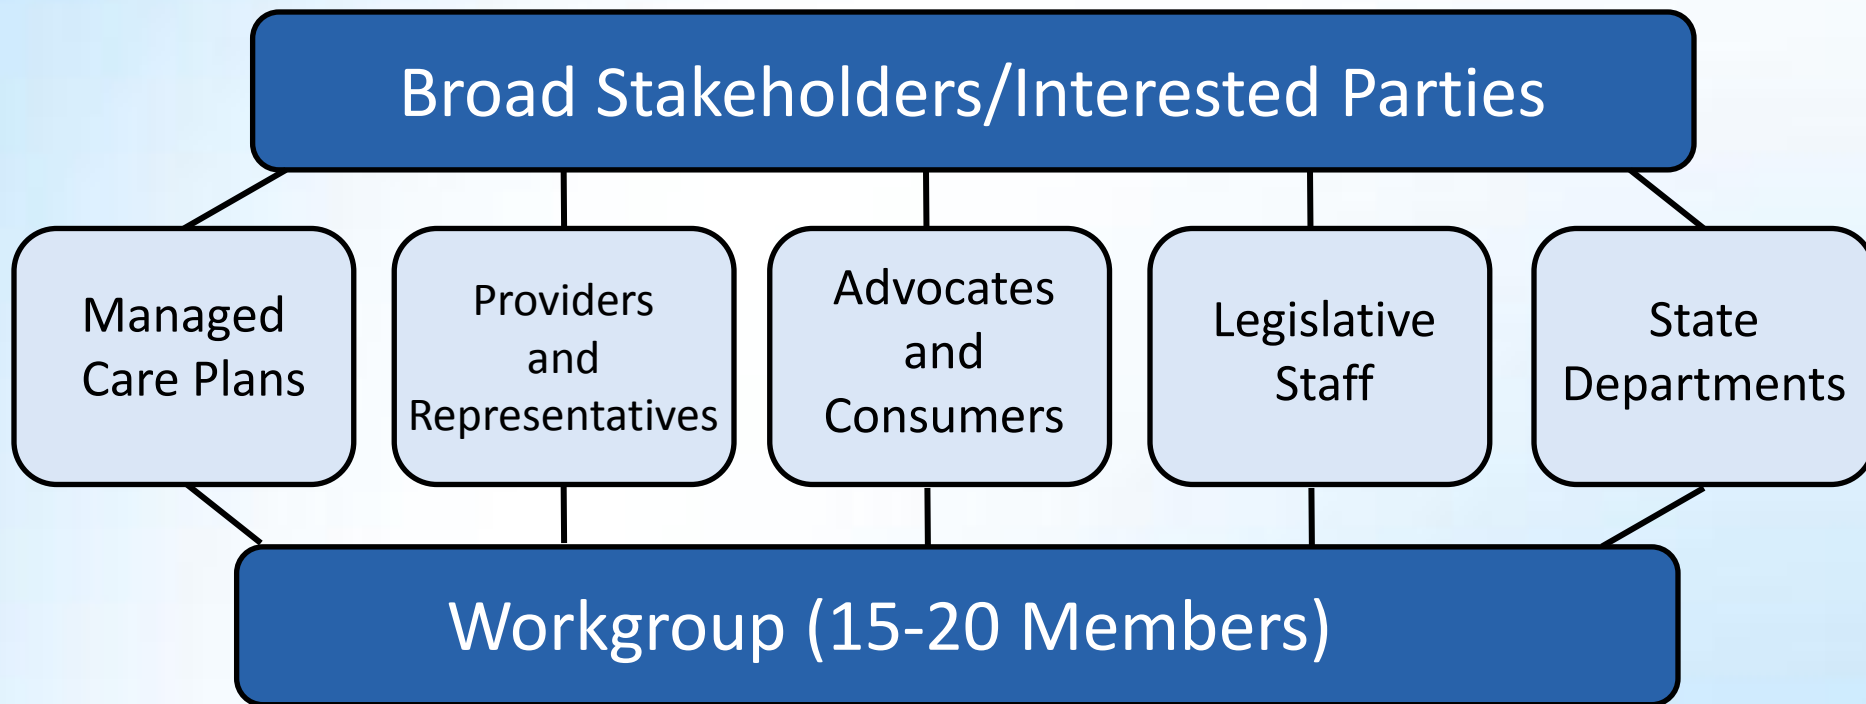 Broad Stakeholders/Interested Parties
Managed
Care Plans
Providers
and
Representatives
Advocates
and
Consumers
Legislative
Staff
State
Departments
Workgroup (15-20 Members)